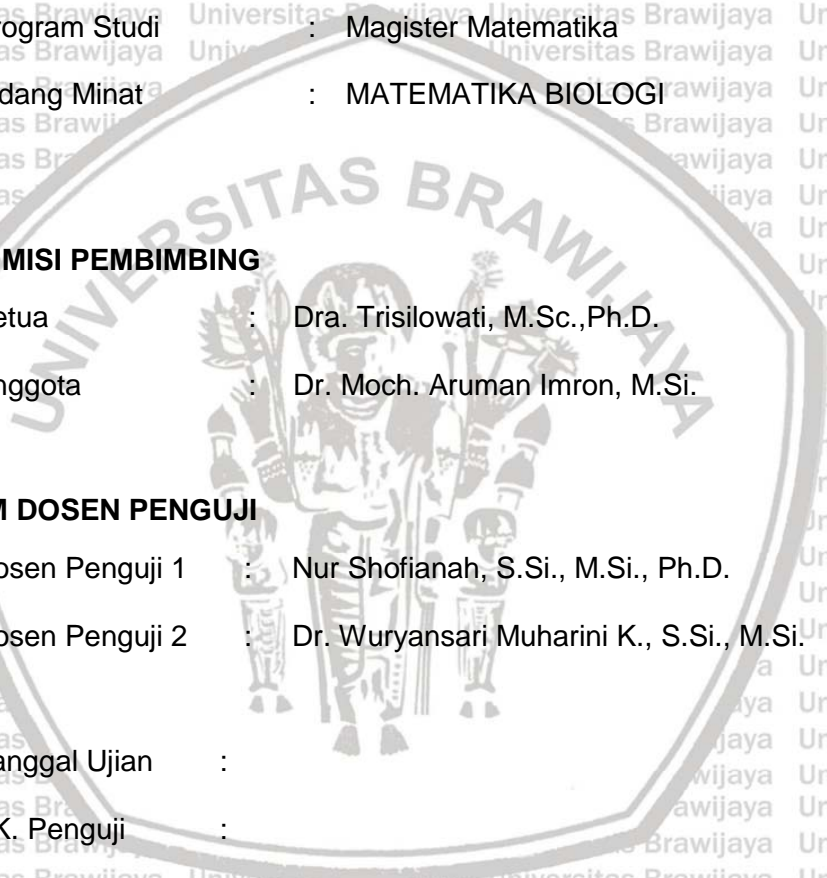 rogram Studi : Magister Matematika
dang Minat : MATEMATIKA BIOLOGI
UNIVERSITAS BRAWIJAYA
MISI PEMBIMBING
etua : Dra. Trisilowati, M.Sc.,Ph.D.
nggota : Dr. Moch. Aruman Imron, M.Si.
M DOSEN PENGUJI
osen Penguji 1 : Nur Shofianah, S.Si., M.Si., Ph.D.
osen Penguji 2 : Dr. Wuryansari Muharini K., S.Si., M.Si.
anggal Ujian :
K. Penguji :